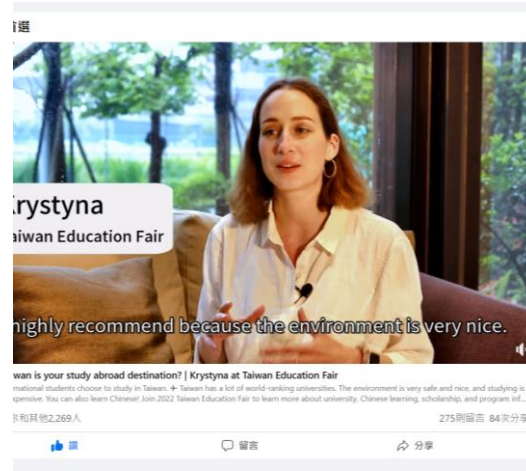 首選
Krystyna
Taiwan Education Fair
highly recommend because the environment is very nice.
wan is your study abroad destination? | Krystyna at Taiwan Education Fair
rnational students choose to study in Taiwan. ✈ Taiwan has a lot of world-ranking universities. The environment is very safe and nice, and studying is
xpensive. You can also learn Chinese! Join 2022 Taiwan Education Fair to learn more about university, Chinese learning, scholarship, and program inf...
你和其他2,269人
275則留言 84次分享
讚
留言
分享